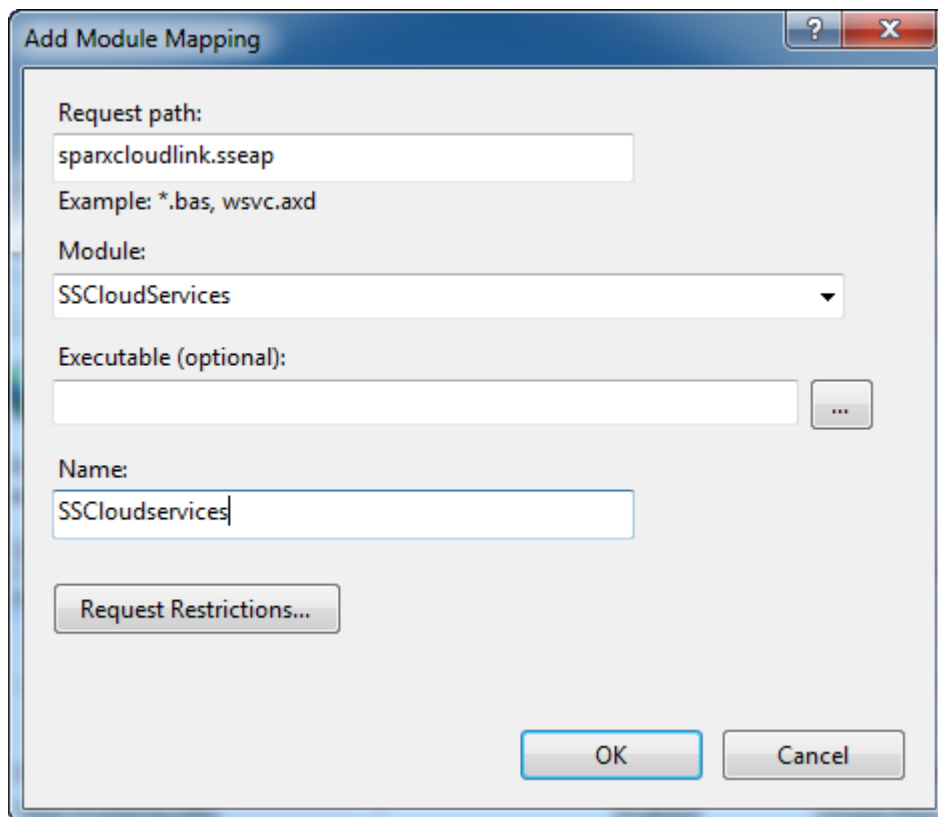 Add Module Mapping
Request path:
sparxcloudlink.sseap
Example: *.bas, wsvc.axd
Module:
SSCloudServices
Executable (optional):
...
Name:
SSCloudservices
Request Restrictions...
OK Cancel